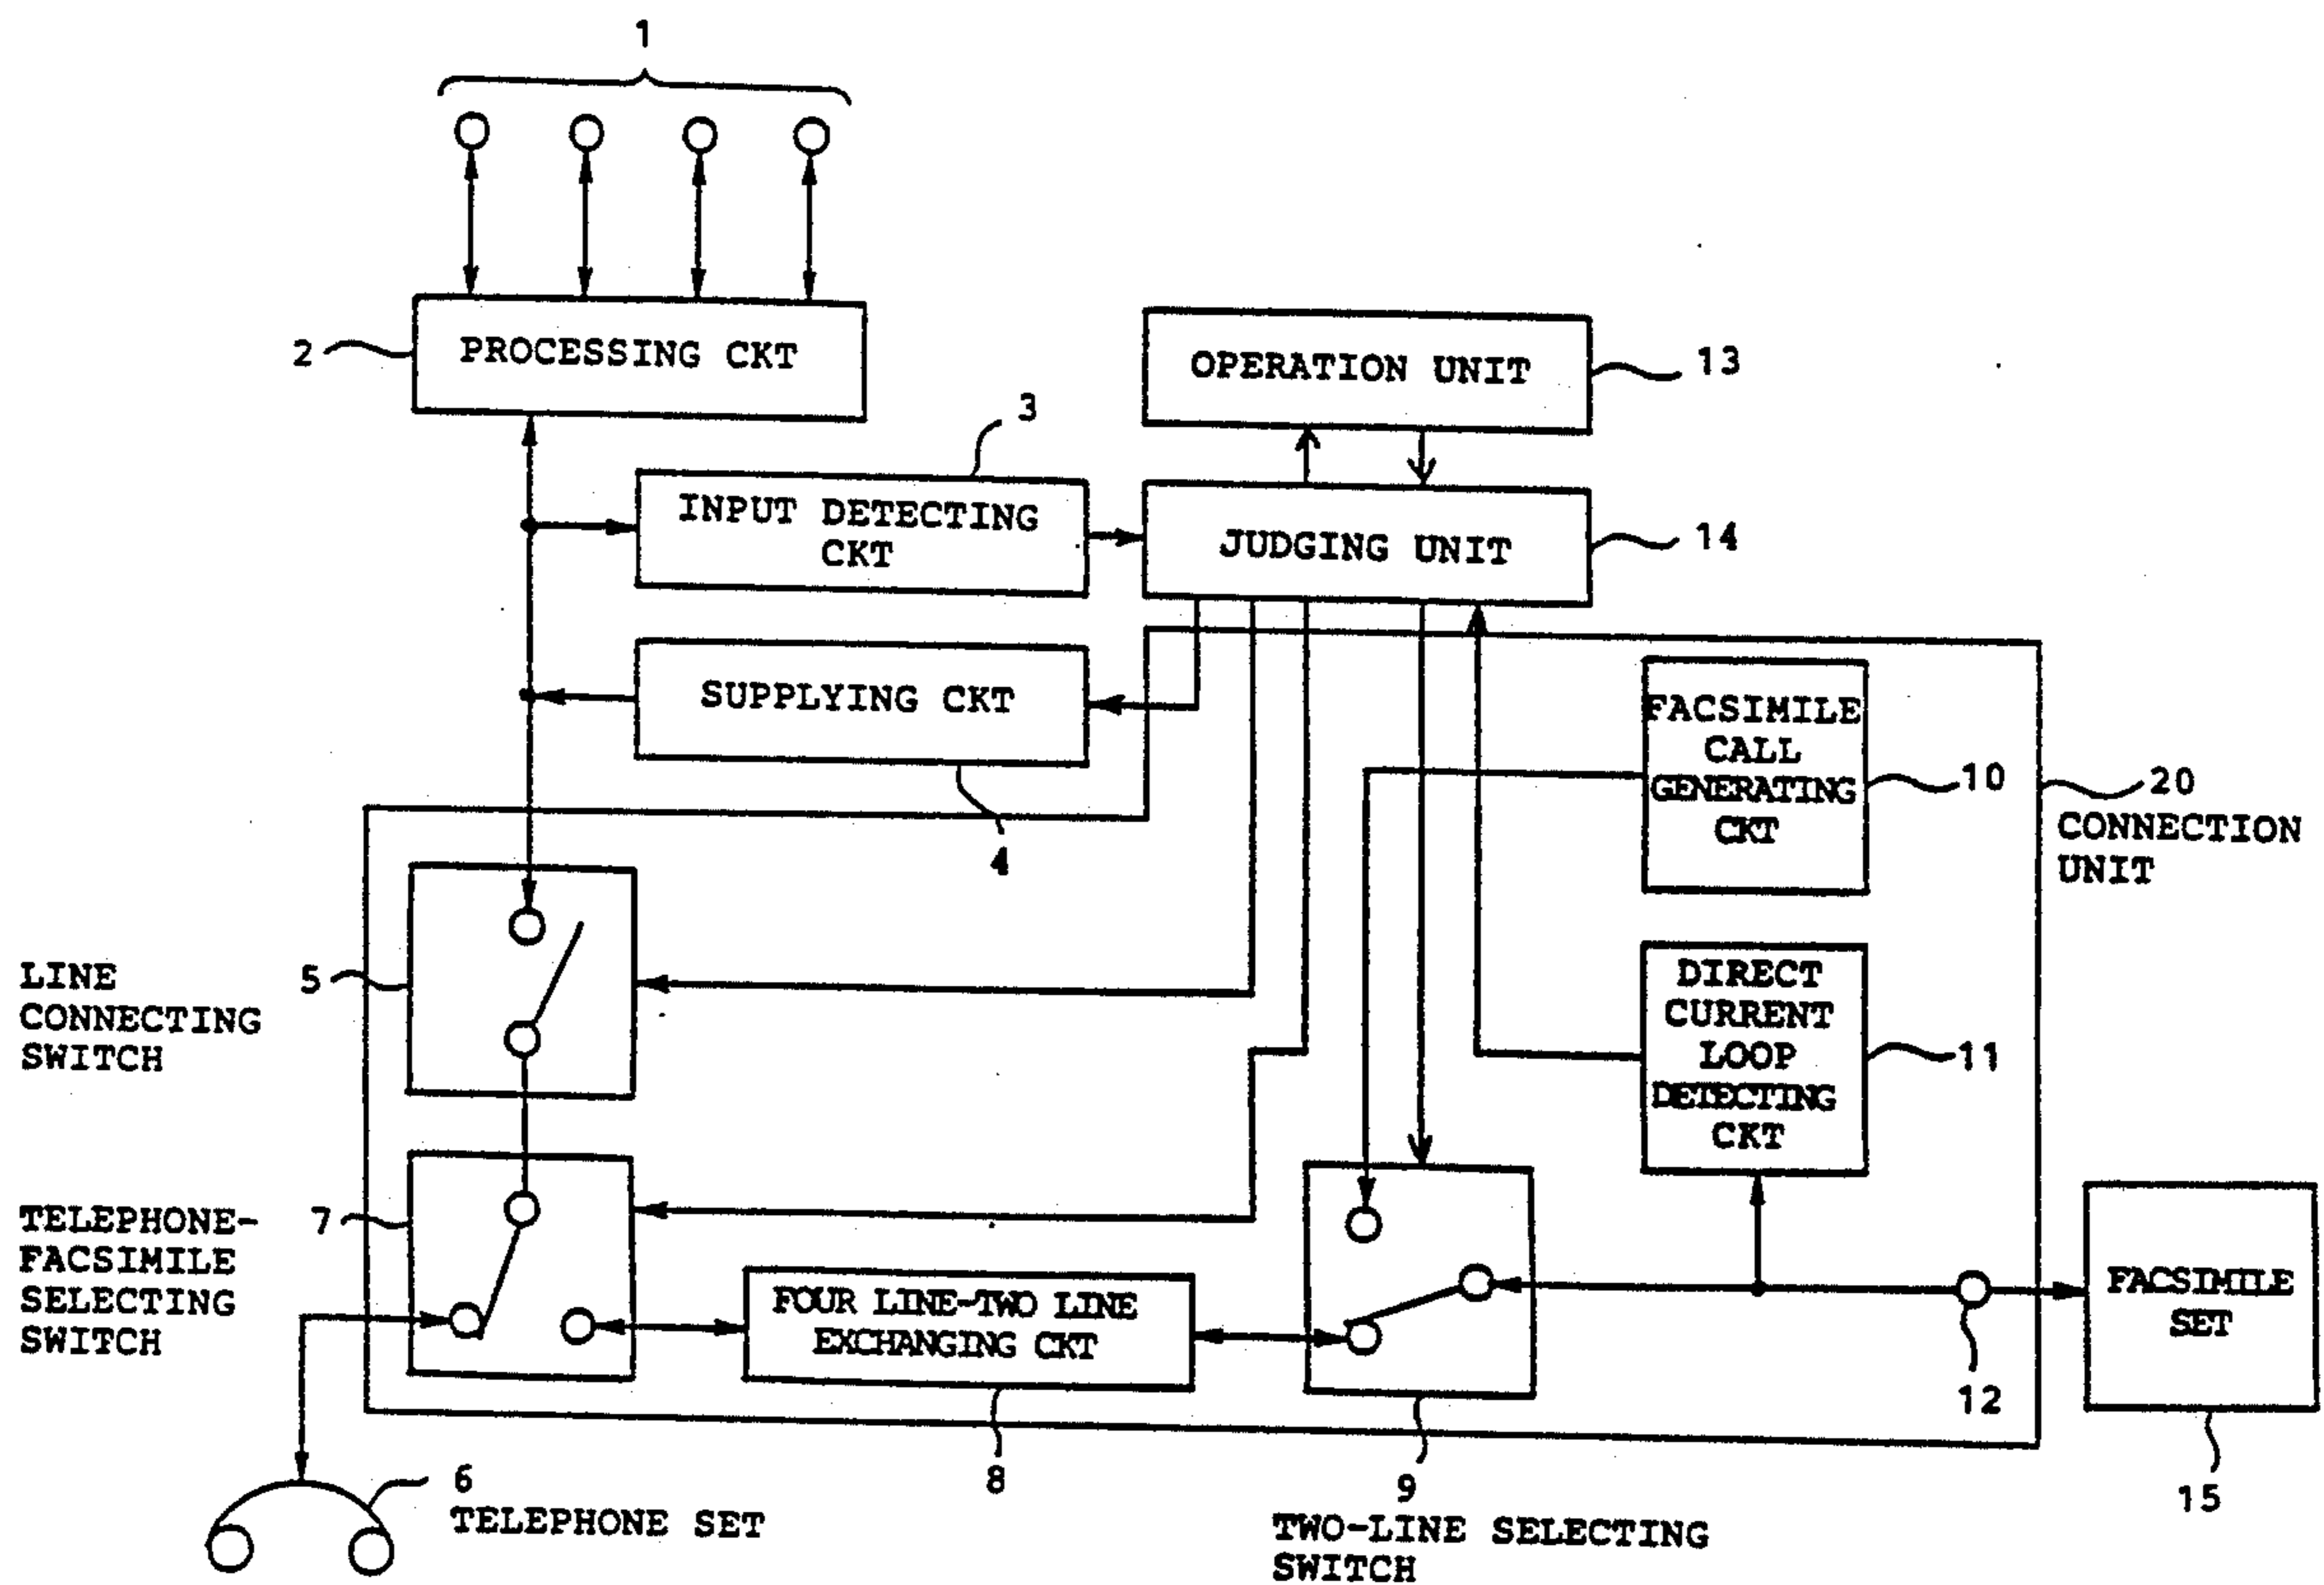 1
2
PROCESSING CKT
OPERATION UNIT
13
3
INPUT DETECTING
CKT
JUDGING UNIT
14
SUPPLYING CKT
4
FACSIMILE
CALL
GENERATING
CKT
10
20
CONNECTION
UNIT
LINE
CONNECTING
SWITCH
5
DIRECT
CURRENT
LOOP
DETECTING
CKT
11
TELEPHONE-
FACSIMILE
SELECTING
SWITCH
7
FOUR LINE-TWO LINE
EXCHANGING CKT
8
9
TWO-LINE SELECTING
SWITCH
12
FACSIMILE
SET
15
6
TELEPHONE SET